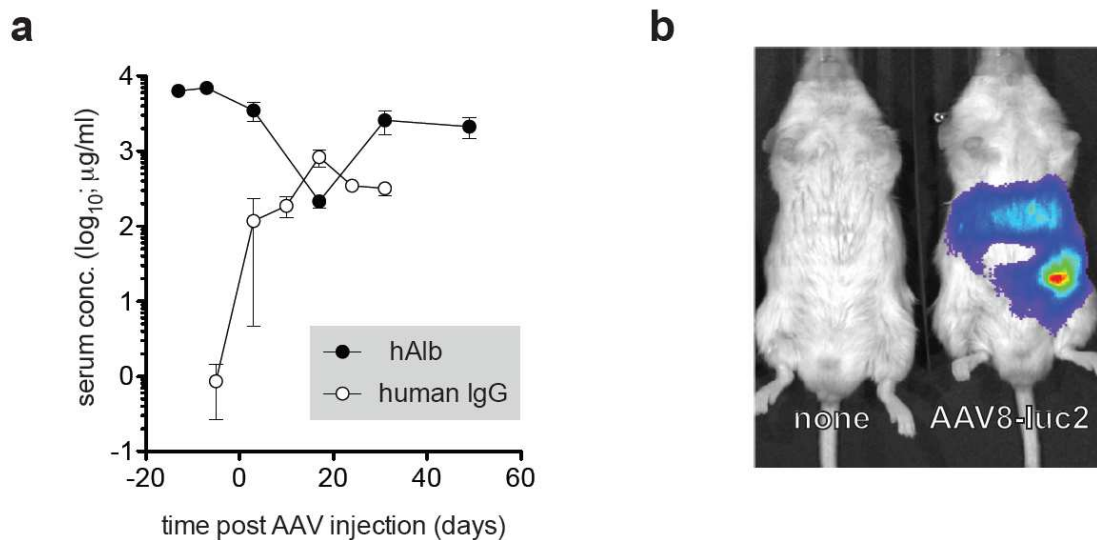 a
b
4
3
2
1
0
-1
-20
0
20
40
60
serum conc. (log10; µg/ml)
time post AAV injection (days)
hAlb
human IgG
none
AAV8-luc2